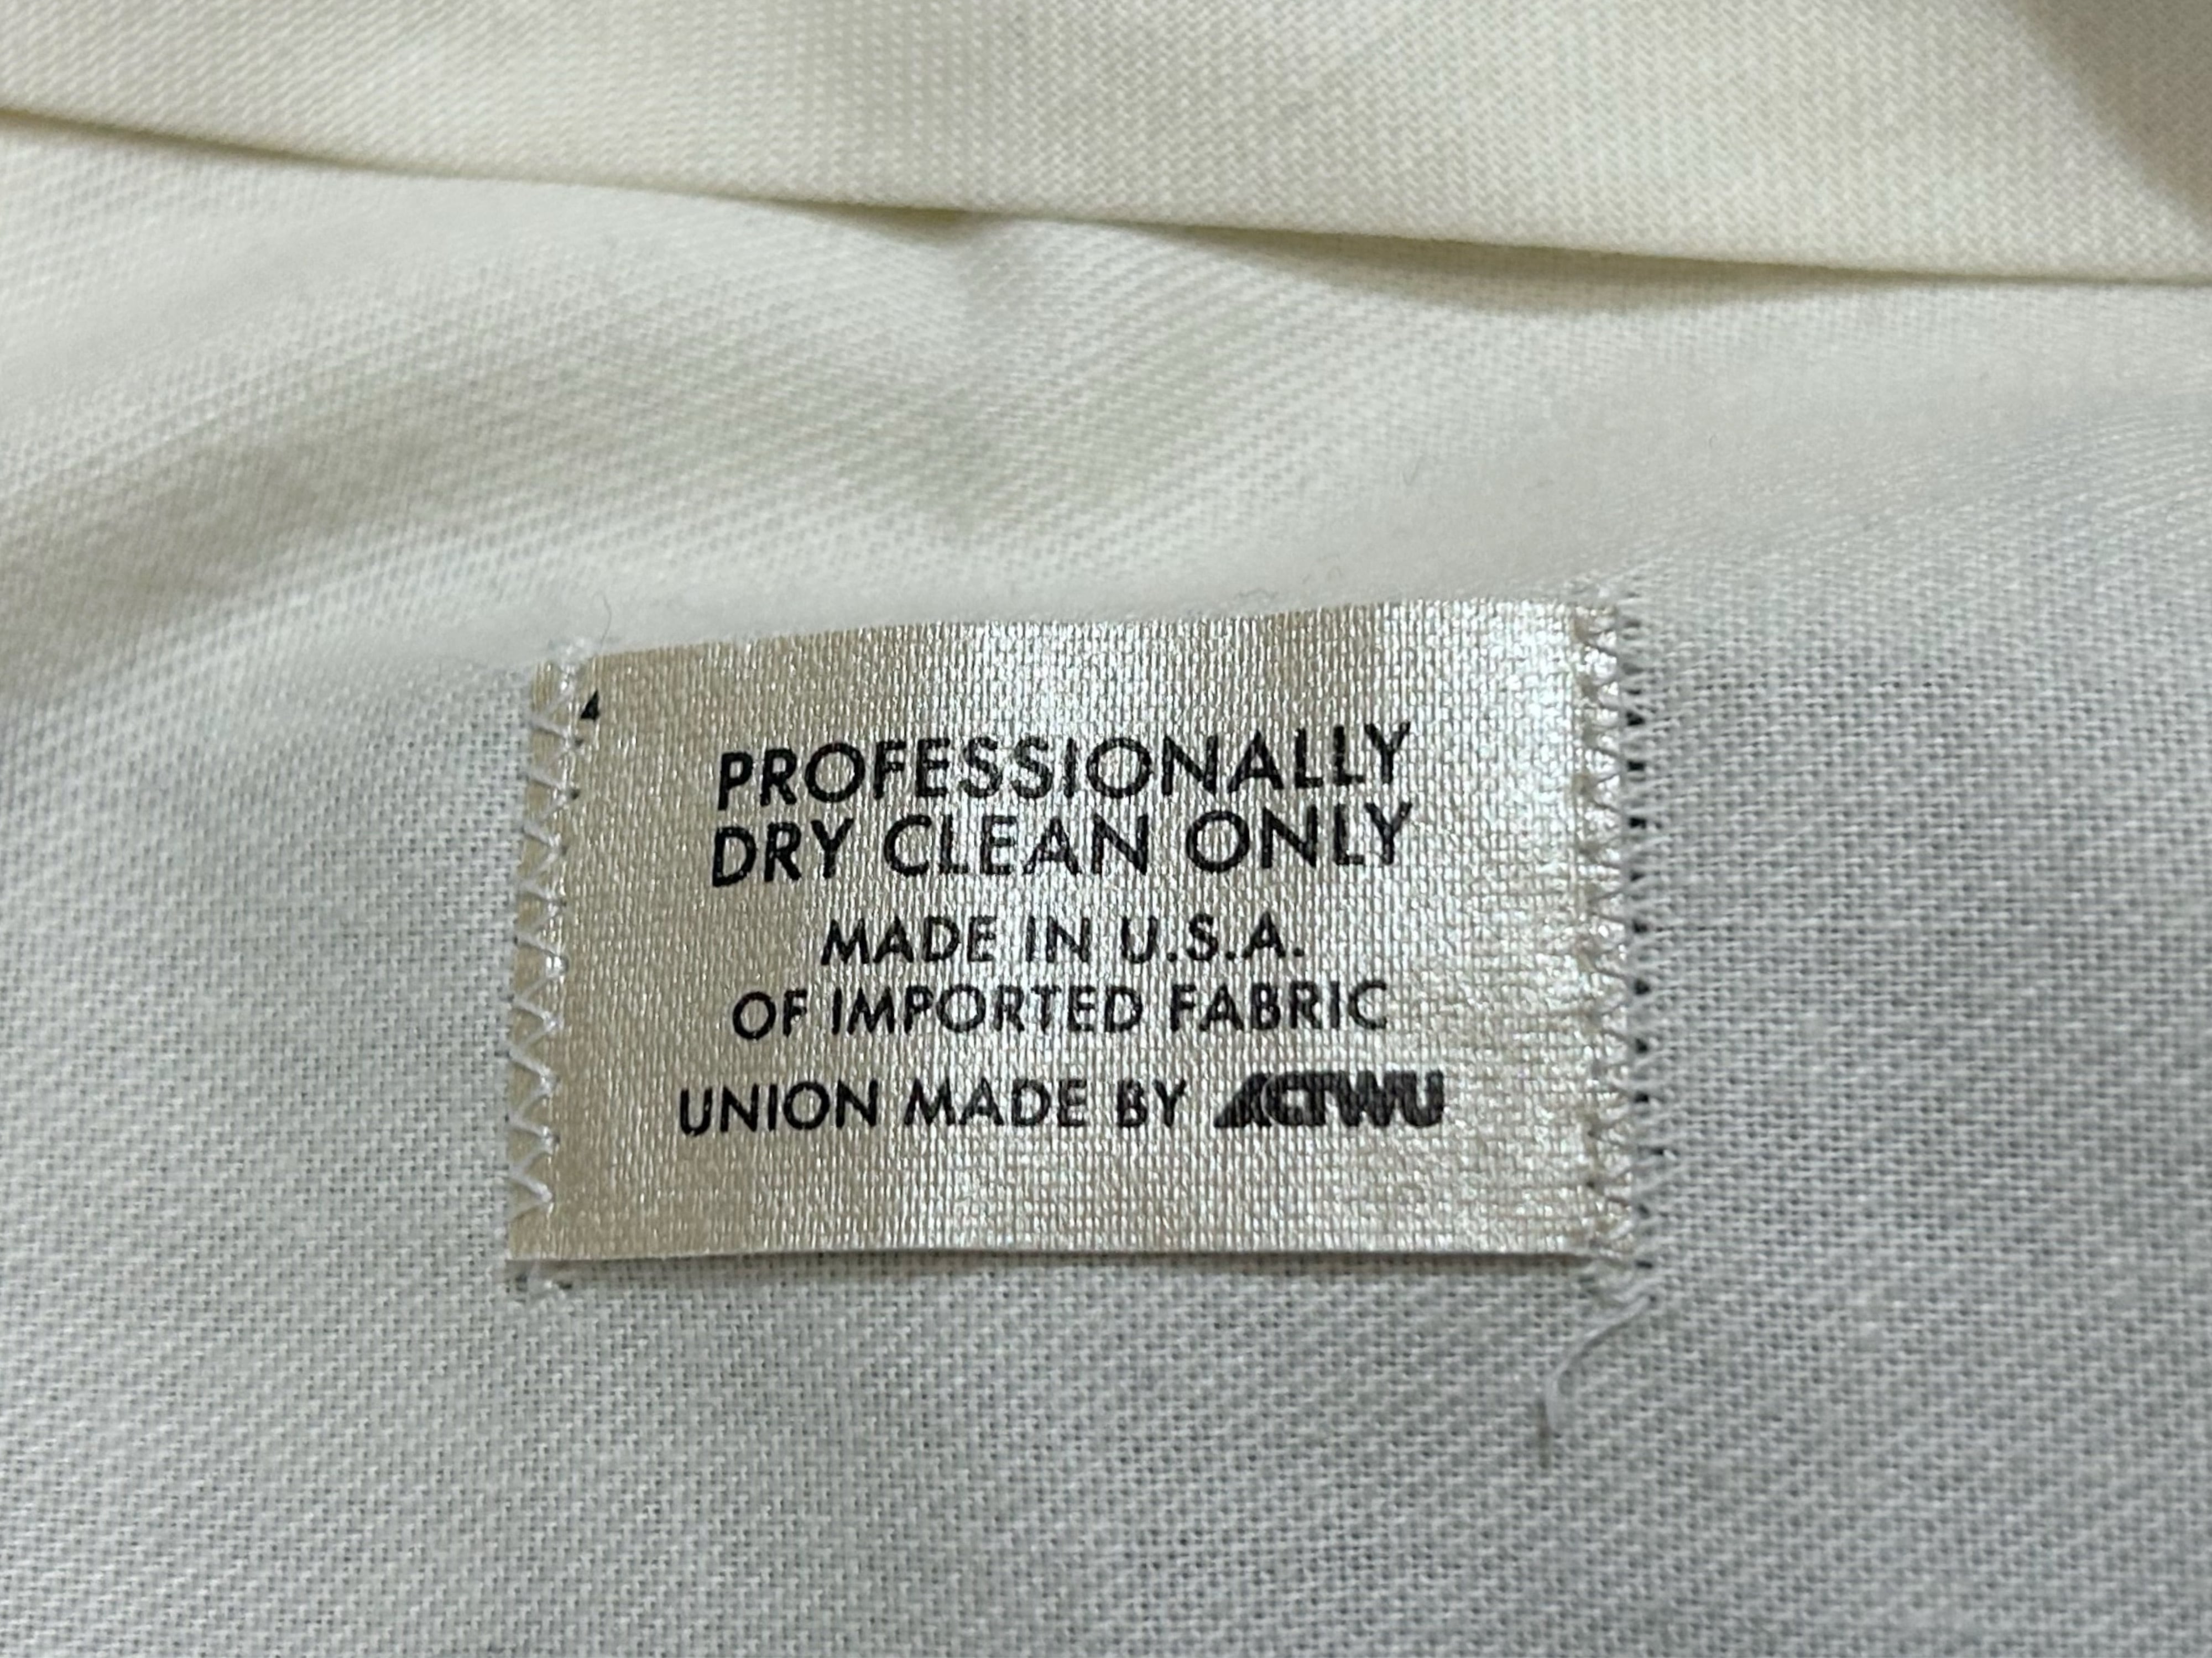 PROFESSIONALLY
DRY CLEAN ONLY
MADE IN U.S.A.
OF IMPORTED FABRIC
UNION MADE BY ACTWU